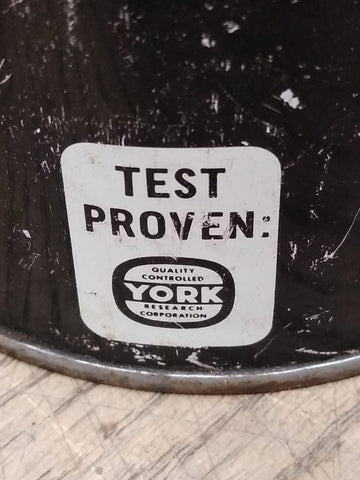 TEST
PROVEN:
QUALITY
CONTROLLED
YORK
RESEARCH
CORPORATION